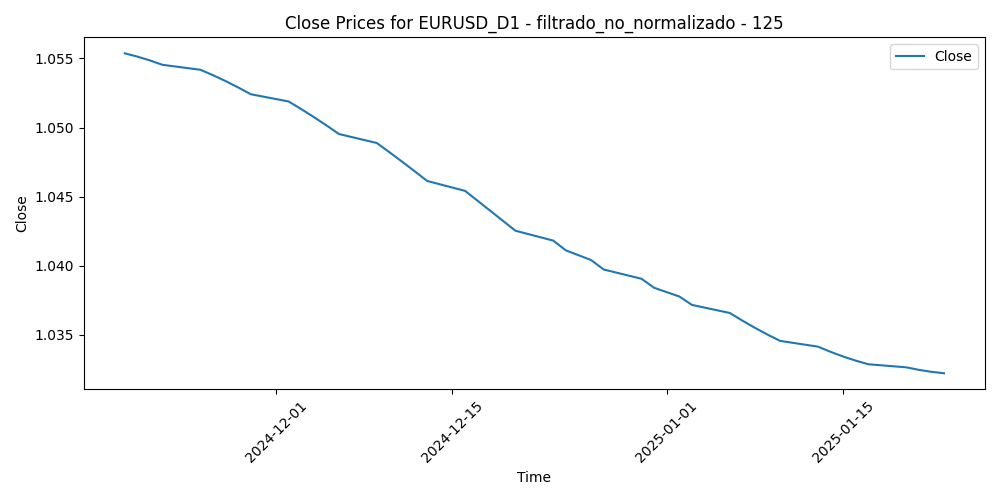 Close Prices for EURUSD_D1 - filtrado_no_normalizado - 125
Close
1.055
1.050
1.045
1.040
1.035
Close
2024-12-01
2024-12-15
2025-01-01
2025-01-15
Time